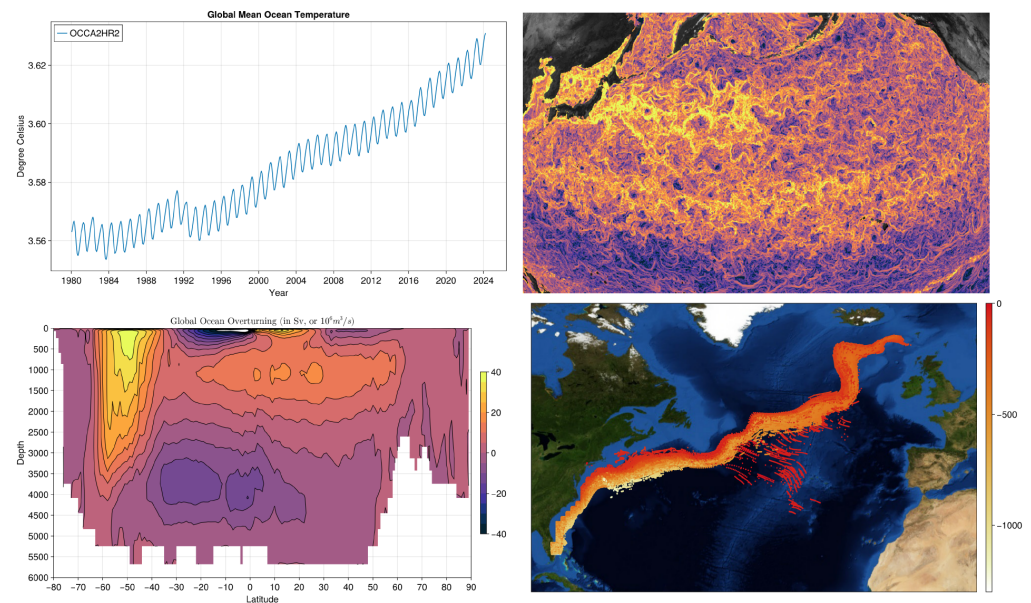 Global Mean Ocean Temperature
OCCA2HR2
3.62
3.60
3.58
3.56
Degree Celsius
1980 1984 1988 1992 1996 2000 2004 2008 2012 2016 2020 2024
Year
Global Ocean Overturning (in Sv. or 10⁶m³/s)
0
500
1000
1500
2000
2500
3000
3500
4000
4500
5000
5500
6000
Depth
−80 −70 −60 −50 −40 −30 −20 −10 0 10 20 30 40 50 60 70 80 90
Latitude
40
20
0
−20
−40
0
−500
−1000